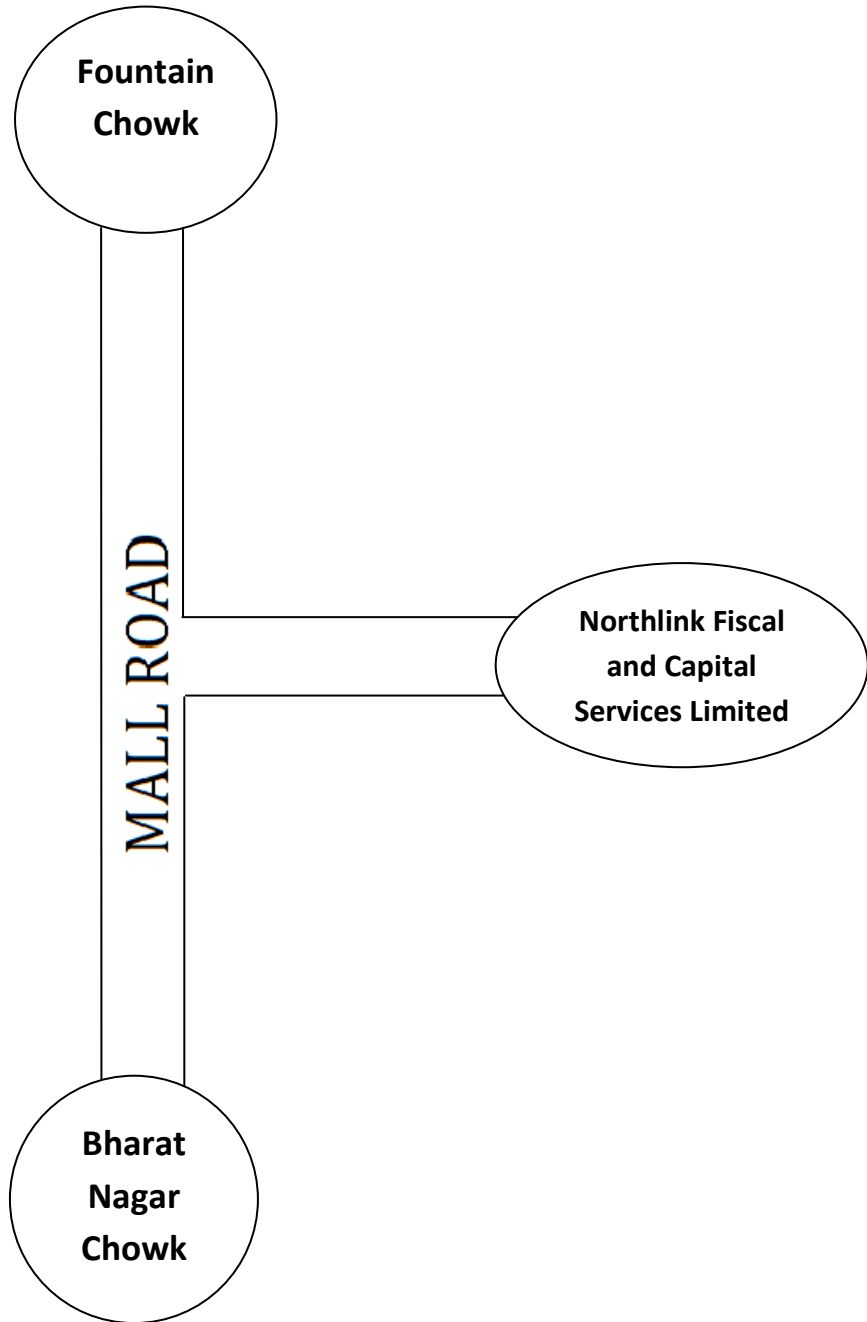 Fountain
Chowk
MALL ROAD
Northlink Fiscal
and Capital
Services Limited
Bharat
Nagar
Chowk